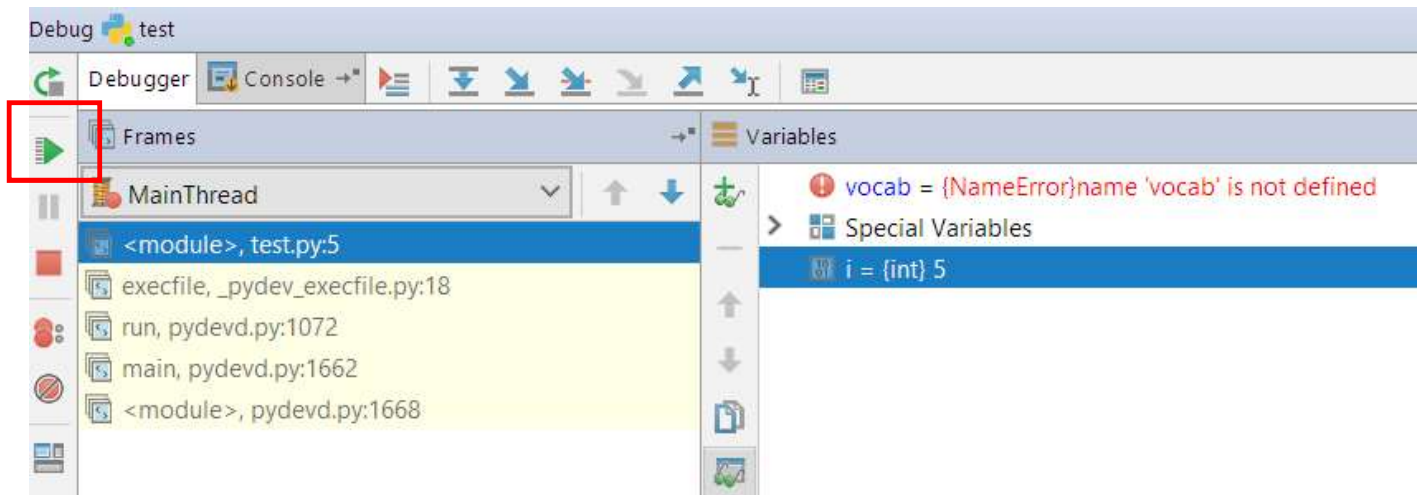 Debug test
Debugger Console
Frames
Variables
MainThread
vocab = {NameError}name 'vocab' is not defined
<module>, test.py:5
Special Variables
i = {int} 5
execfile, _pydev_execfile.py:18
run, pydevd.py:1072
main, pydevd.py:1662
<module>, pydevd.py:1668